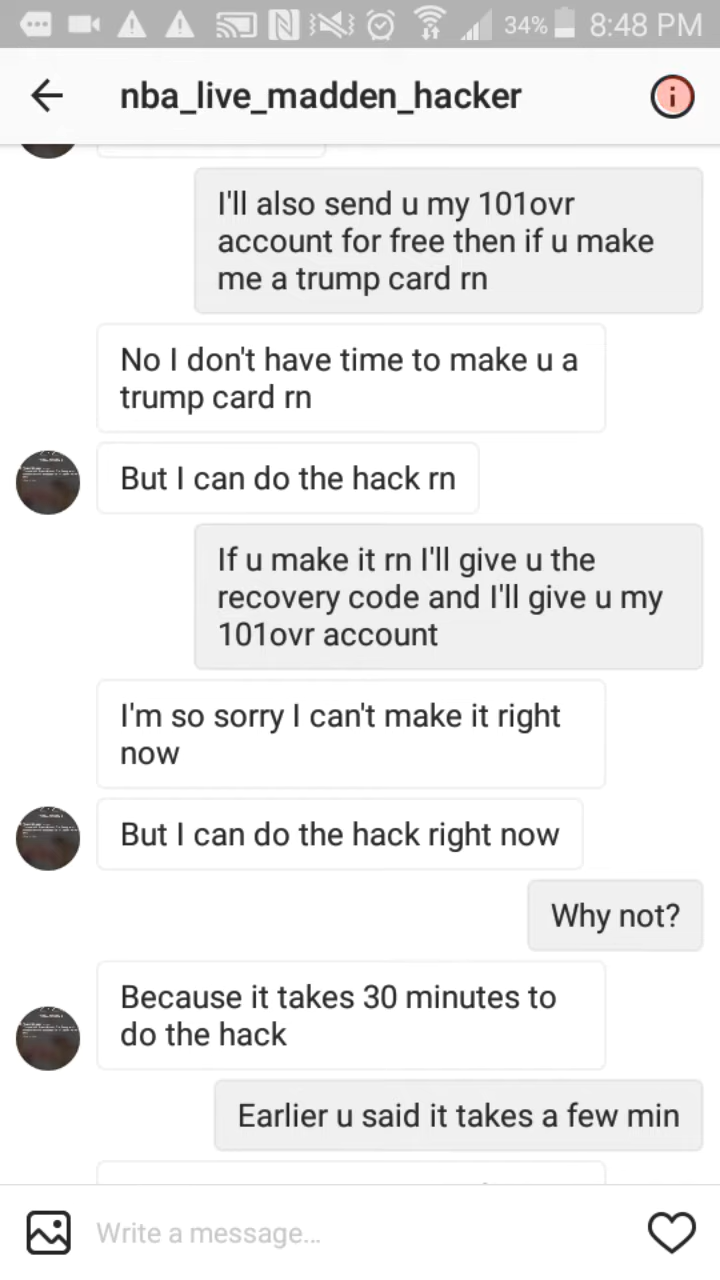 34% 8:48 PM
nba_live_madden_hacker
I'll also send u my 101ovr
account for free then if u make
me a trump card rn
No I don't have time to make u a
trump card rn
But I can do the hack rn
If u make it rn I'll give u the
recovery code and I'll give u my
101ovr account
I'm so sorry I can't make it right
now
But I can do the hack right now
Why not?
Because it takes 30 minutes to
do the hack
Earlier u said it takes a few min
Write a message...